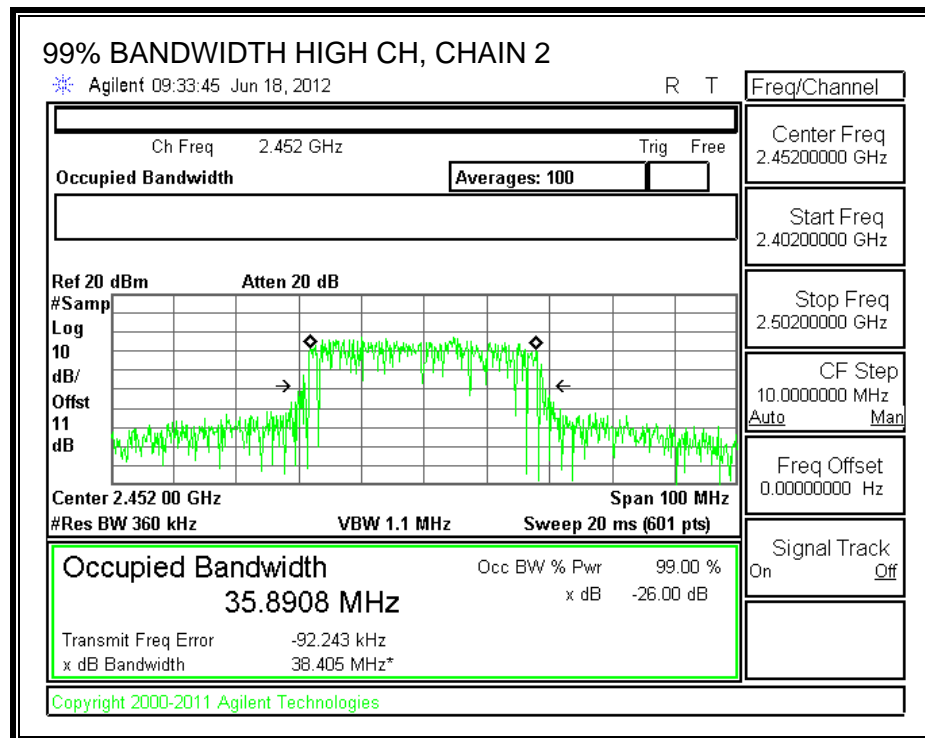 99% BANDWIDTH HIGH CH, CHAIN 2
Agilent 09:33:45 Jun 18, 2012 R T
Freq/Channel
Ch Freq 2.452 GHz Trig Free
Occupied Bandwidth Averages: 100
Center Freq
2.45200000 GHz
Start Freq
2.40200000 GHz
Stop Freq
2.50200000 GHz
CF Step
10.0000000 MHz
Auto Man
Freq Offset
0.00000000 Hz
Signal Track
On Off
Ref 20 dBm Atten 20 dB
#Samp
Log
10
dB/
Offst
11
dB
Center 2.452 00 GHz Span 100 MHz
#Res BW 360 kHz VBW 1.1 MHz Sweep 20 ms (601 pts)
Occupied Bandwidth
35.8908 MHz
Occ BW % Pwr 99.00 %
x dB -26.00 dB
Transmit Freq Error -92.243 kHz
x dB Bandwidth 38.405 MHz*
Copyright 2000-2011 Agilent Technologies